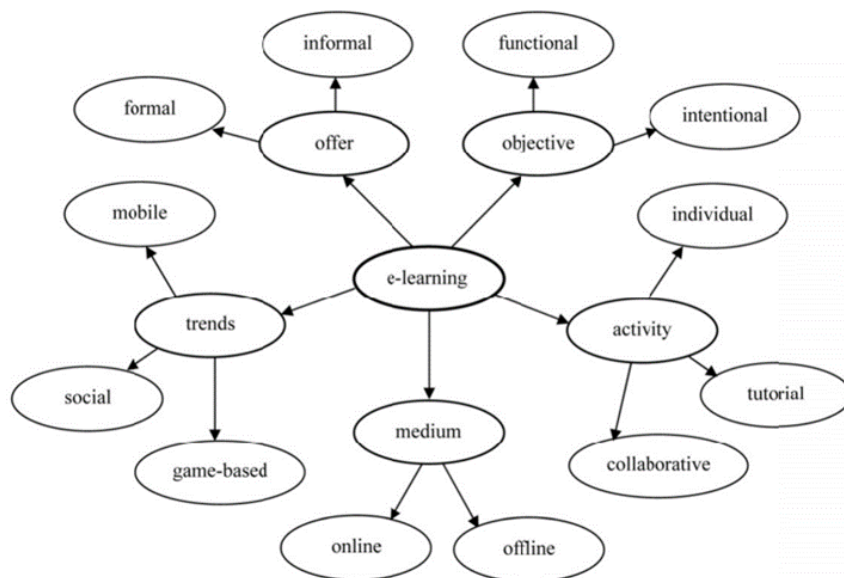 informal
functional
formal
intentional
offer
objective
mobile
individual
e-learning
trends
activity
social
tutorial
medium
game-based
collaborative
online
offline